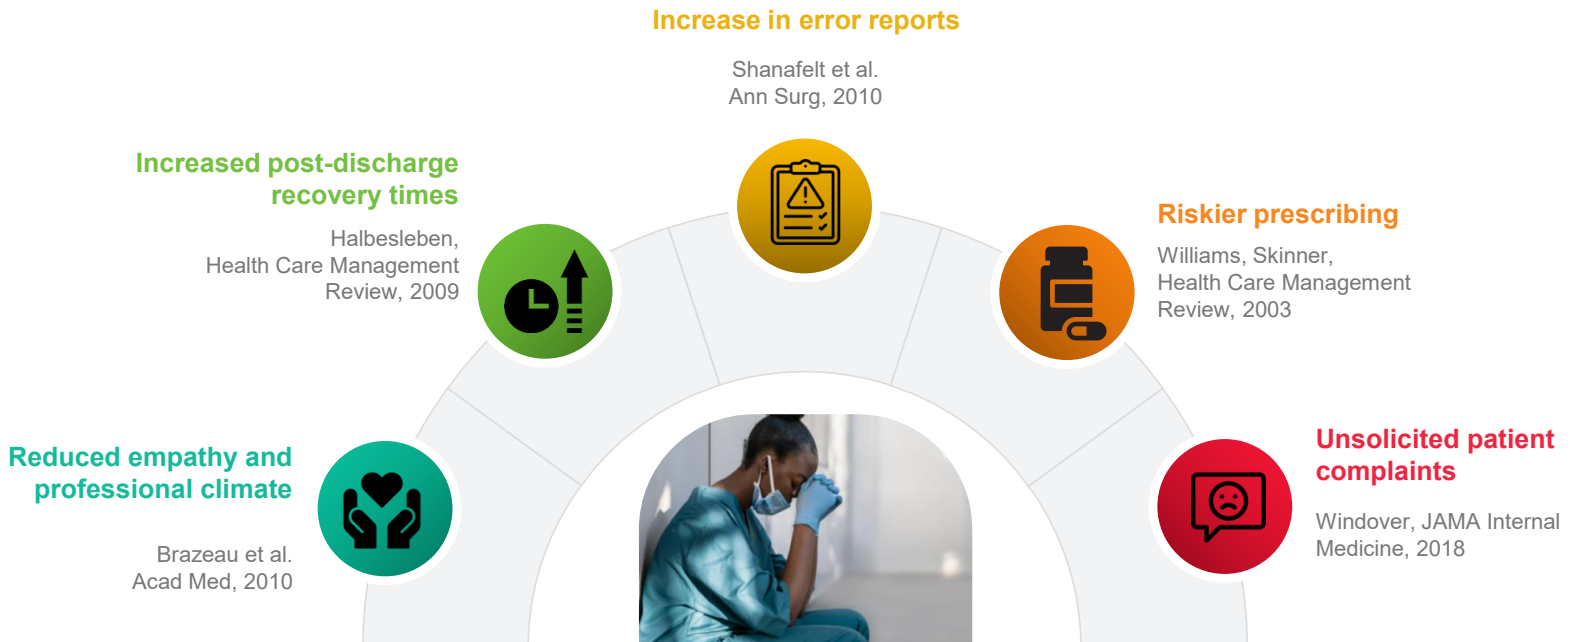 Increase in error reports
Shanafelt et al.
Ann Surg, 2010
Increased post-discharge
recovery times
Halbesleben,
Health Care Management
Review, 2009
Riskier prescribing
Williams, Skinner,
Health Care Management
Review, 2003
Reduced empathy and
professional climate
Brazeau et al.
Acad Med, 2010
Unsolicited patient
complaints
Windover, JAMA Internal
Medicine, 2018